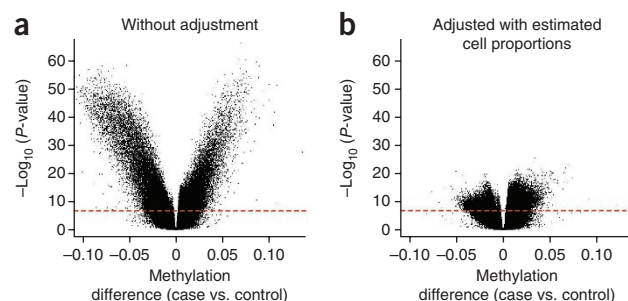 a
Without adjustment
–Log10 (P-value)
60
50
40
30
20
10
0
–0.10
–0.05
0
0.05
0.10
Methylation
difference (case vs. control)
b
Adjusted with estimated
cell proportions
–Log10 (P-value)
60
50
40
30
20
10
0
–0.10
–0.05
0
0.05
0.10
Methylation
difference (case vs. control)